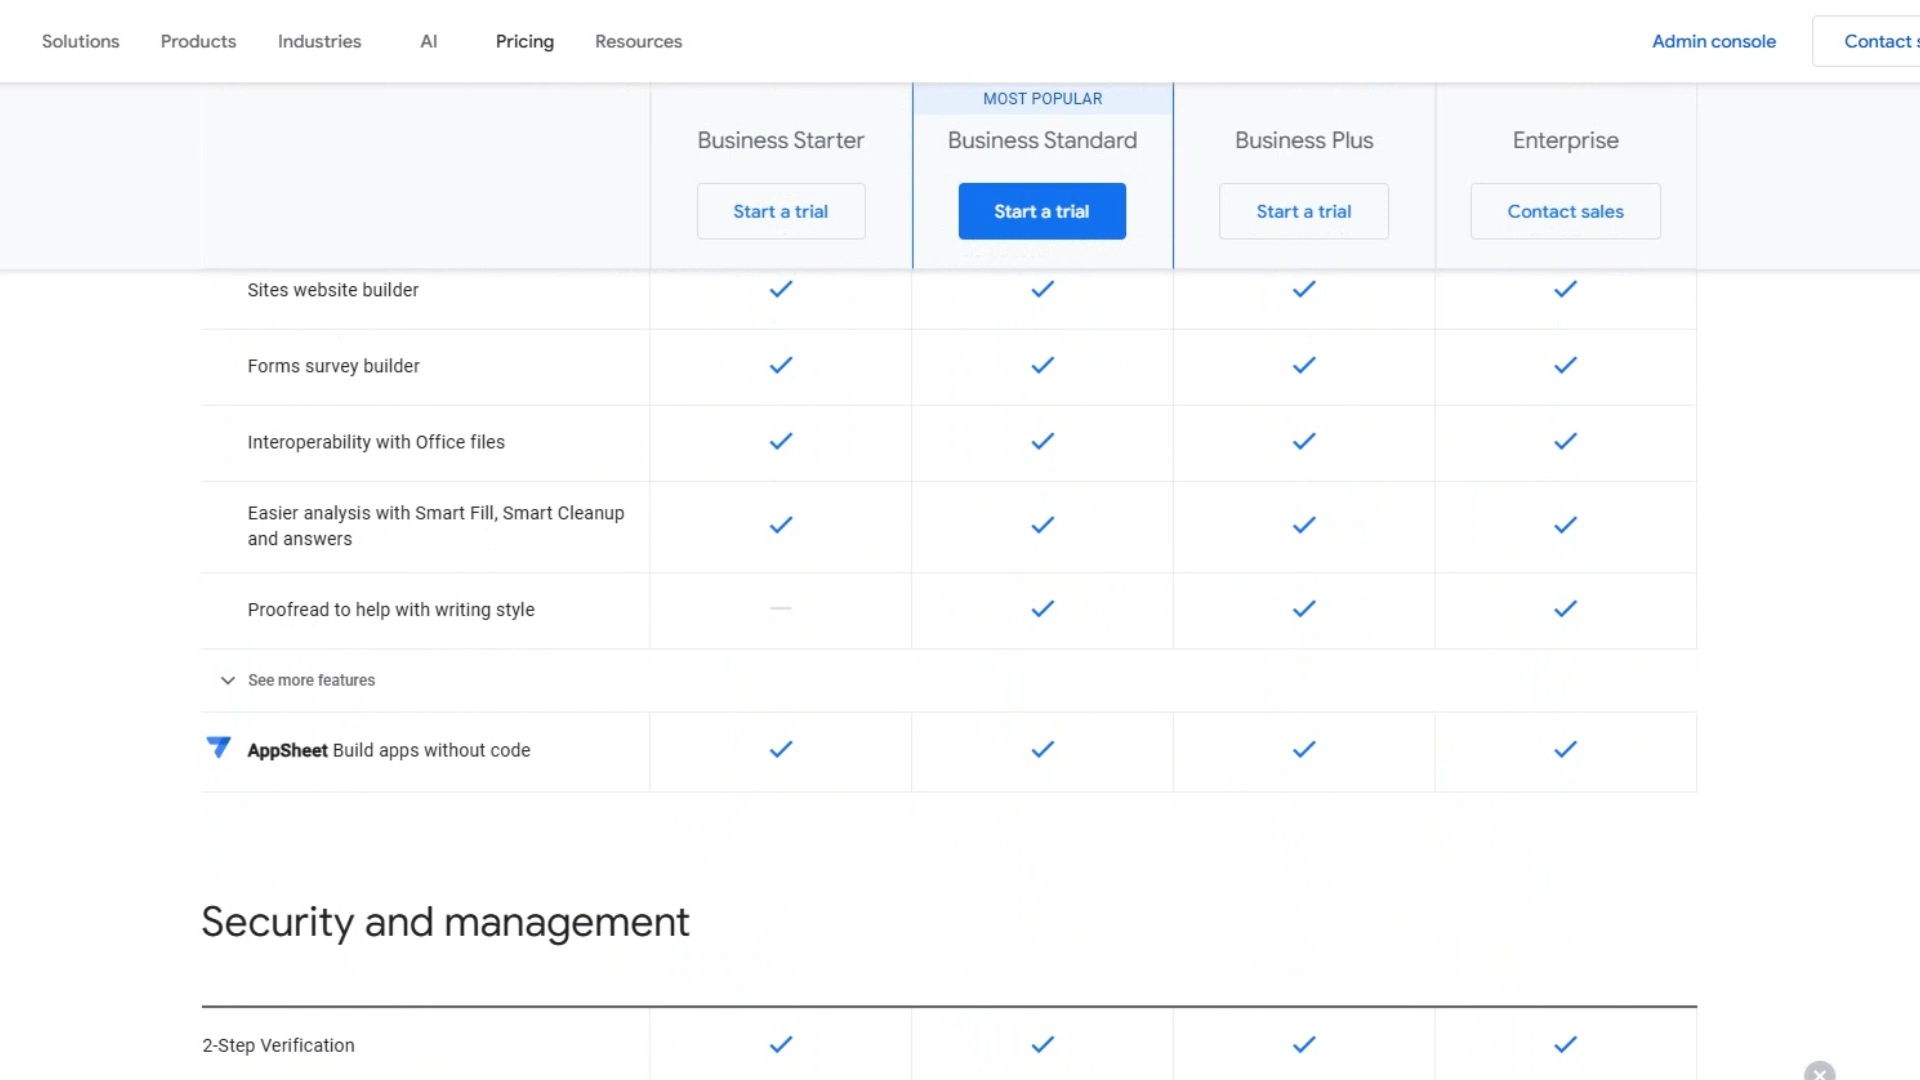 Solutions Products Industries AI Pricing Resources Admin console Contact s
MOST POPULAR
Business Starter Business Standard Business Plus Enterprise
Start a trial Start a trial Start a trial Contact sales
Sites website builder
Forms survey builder
Interoperability with Office files
Easier analysis with Smart Fill, Smart Cleanup
and answers
Proofread to help with writing style
See more features
AppSheet Build apps without code
Security and management
2-Step Verification